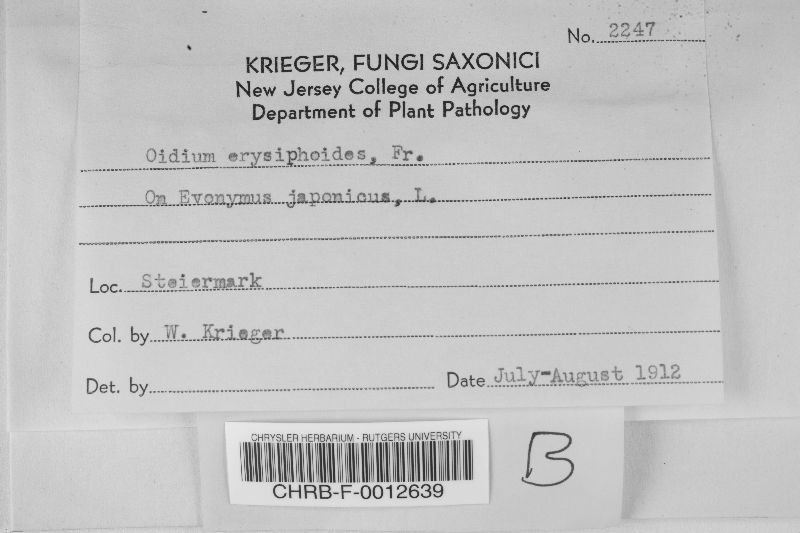 No. 2247
KRIEGER, FUNGI SAXONICI
New Jersey College of Agriculture
Department of Plant Pathology
Oidium erysiphoides, Fr.
On Evonymus japonicus, L.
Loc. Steiermark
Col. by W. Krieger
Det. by
Date July-August 1912
CHRYSLER HERBARIUM - RUTGERS UNIVERSITY
CHRB-F-0012639
B